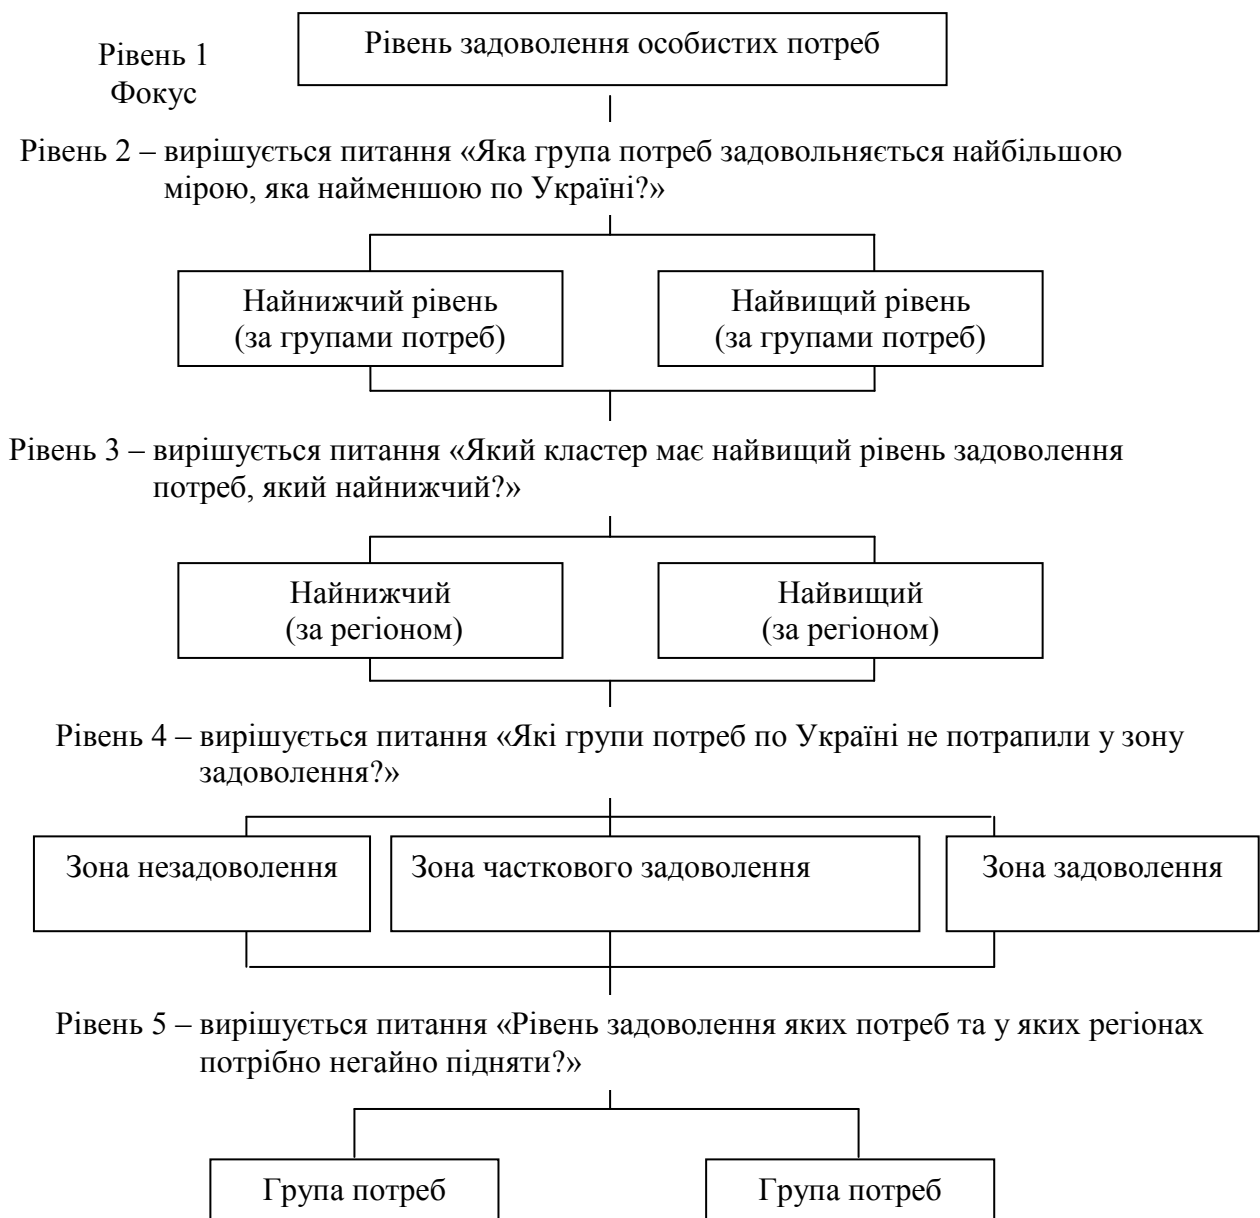 Рівень 1
Фокус
Рівень задоволення особистих потреб
Рівень 2 – вирішується питання «Яка група потреб задовольняється найбільшою
мірою, яка найменшою по Україні?»
Найнижчий рівень
(за групами потреб)
Найвищий рівень
(за групами потреб)
Рівень 3 – вирішується питання «Який кластер має найвищий рівень задоволення
потреб, який найнижчий?»
Найнижчий
(за регіоном)
Найвищий
(за регіоном)
Рівень 4 – вирішується питання «Які групи потреб по Україні не потрапили у зону
задоволення?»
Зона незадоволення
Зона часткового задоволення
Зона задоволення
Рівень 5 – вирішується питання «Рівень задоволення яких потреб та у яких регіонах
потрібно негайно підняти?»
Група потреб
Група потреб